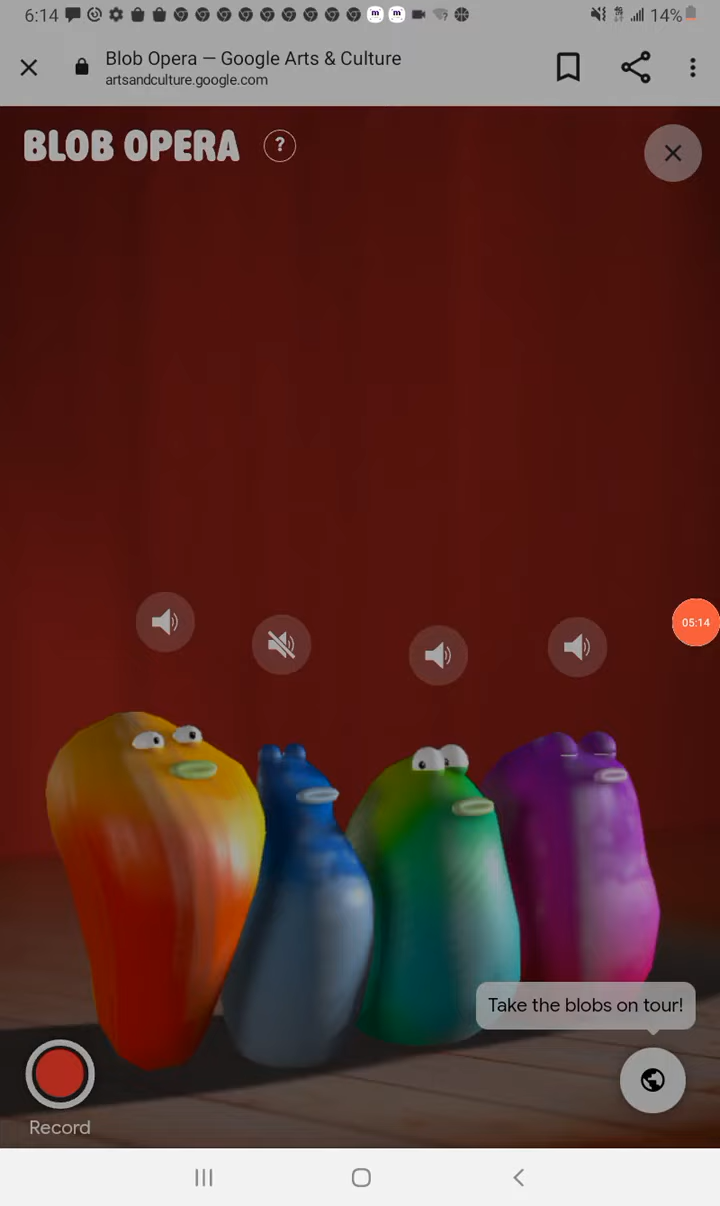 6:14
14%
Blob Opera — Google Arts & Culture
artsandculture.google.com
BLOB OPERA ?
05:14
Take the blobs on tour!
Record